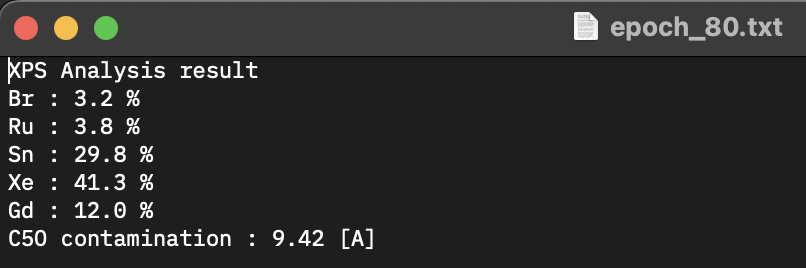 epoch_80.txt
XPS Analysis result
Br : 3.2 %
Ru : 3.8 %
Sn : 29.8 %
Xe : 41.3 %
Gd : 12.0 %
C5O contamination : 9.42 [A]